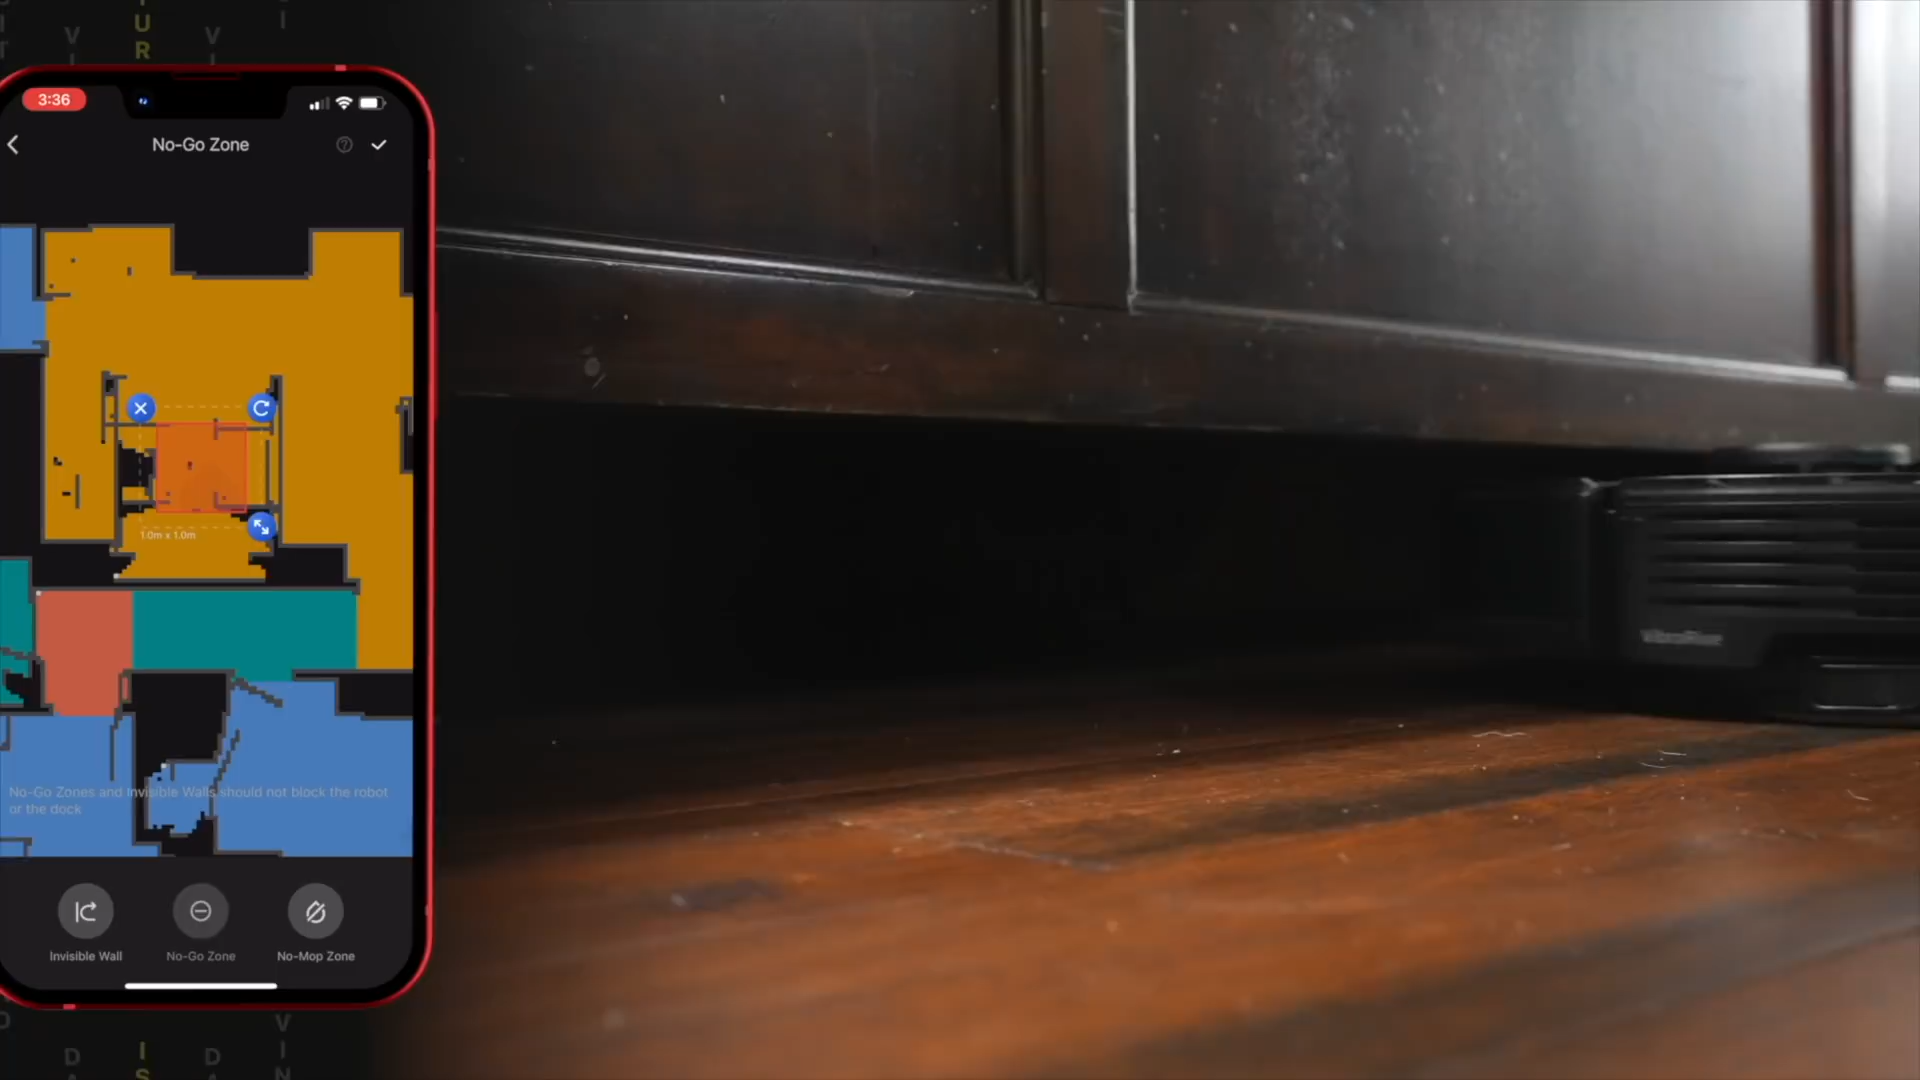 U
V R V
3:36
No-Go Zone
1.0m x 1.0m
No-Go Zones and Invisible Walls should not block the robot
or the dock
Invisible Wall
No-Go Zone
No-Mop Zone
VibraRise
V
D I D I
S N